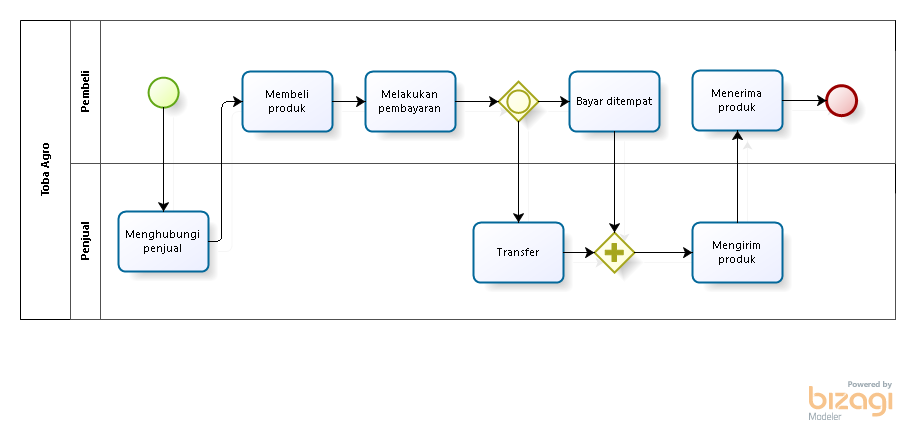 Toba Agro
Pembeli
Membeli
produk
Melakukan
pembayaran
Bayar ditempat
Menerima
produk
Penjual
Menghubungi
penjual
Transfer
Mengirim
produk
Powered by
bizagi
Modeler